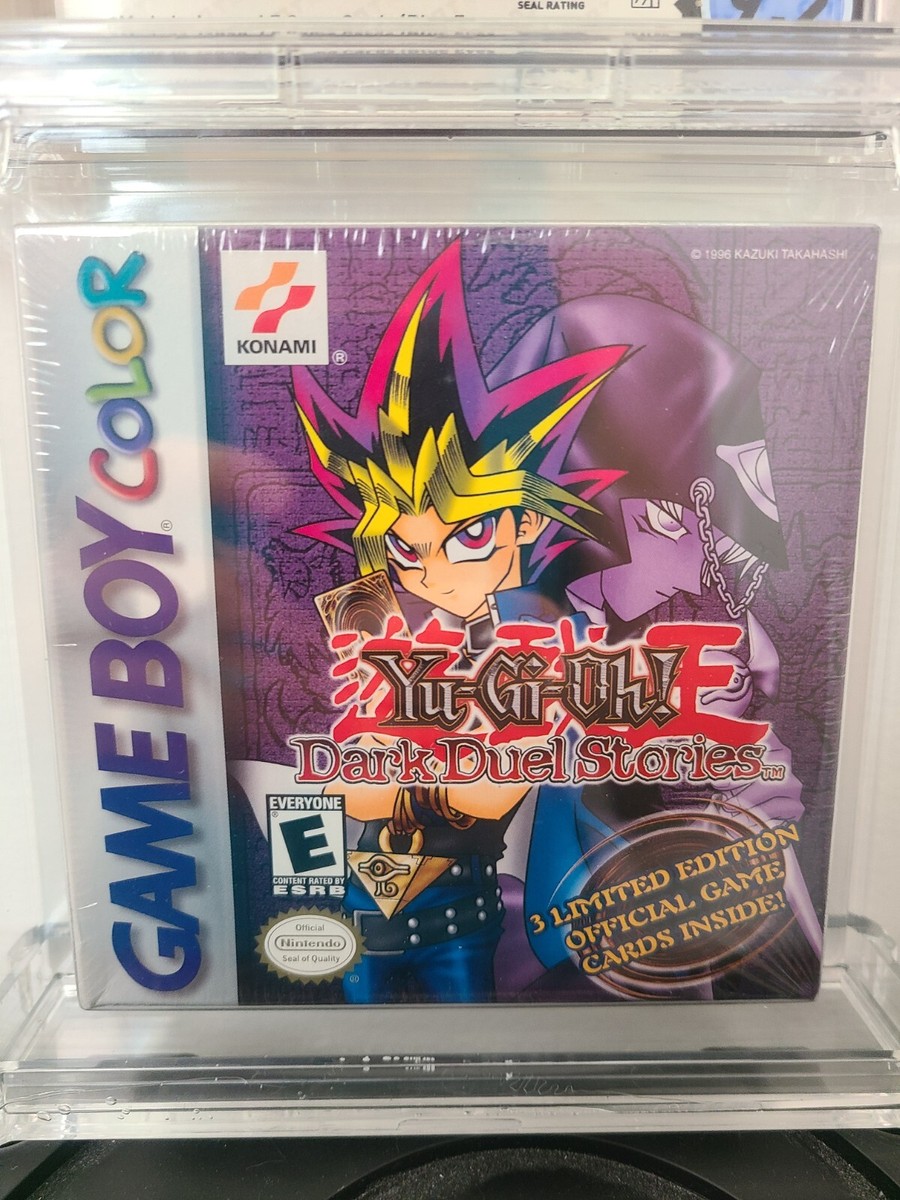 SEAL RATING
GAME BOY COLOR
®
KONAMI
®
© 1996 KAZUKI TAKAHASHI
遊戯王
Yu-Gi-Oh!
Dark Duel Stories™
EVERYONE
E
®
CONTENT RATED BY
ESRB
Official
Nintendo
Seal of Quality
®
3 LIMITED EDITION
OFFICIAL GAME
CARDS INSIDE!